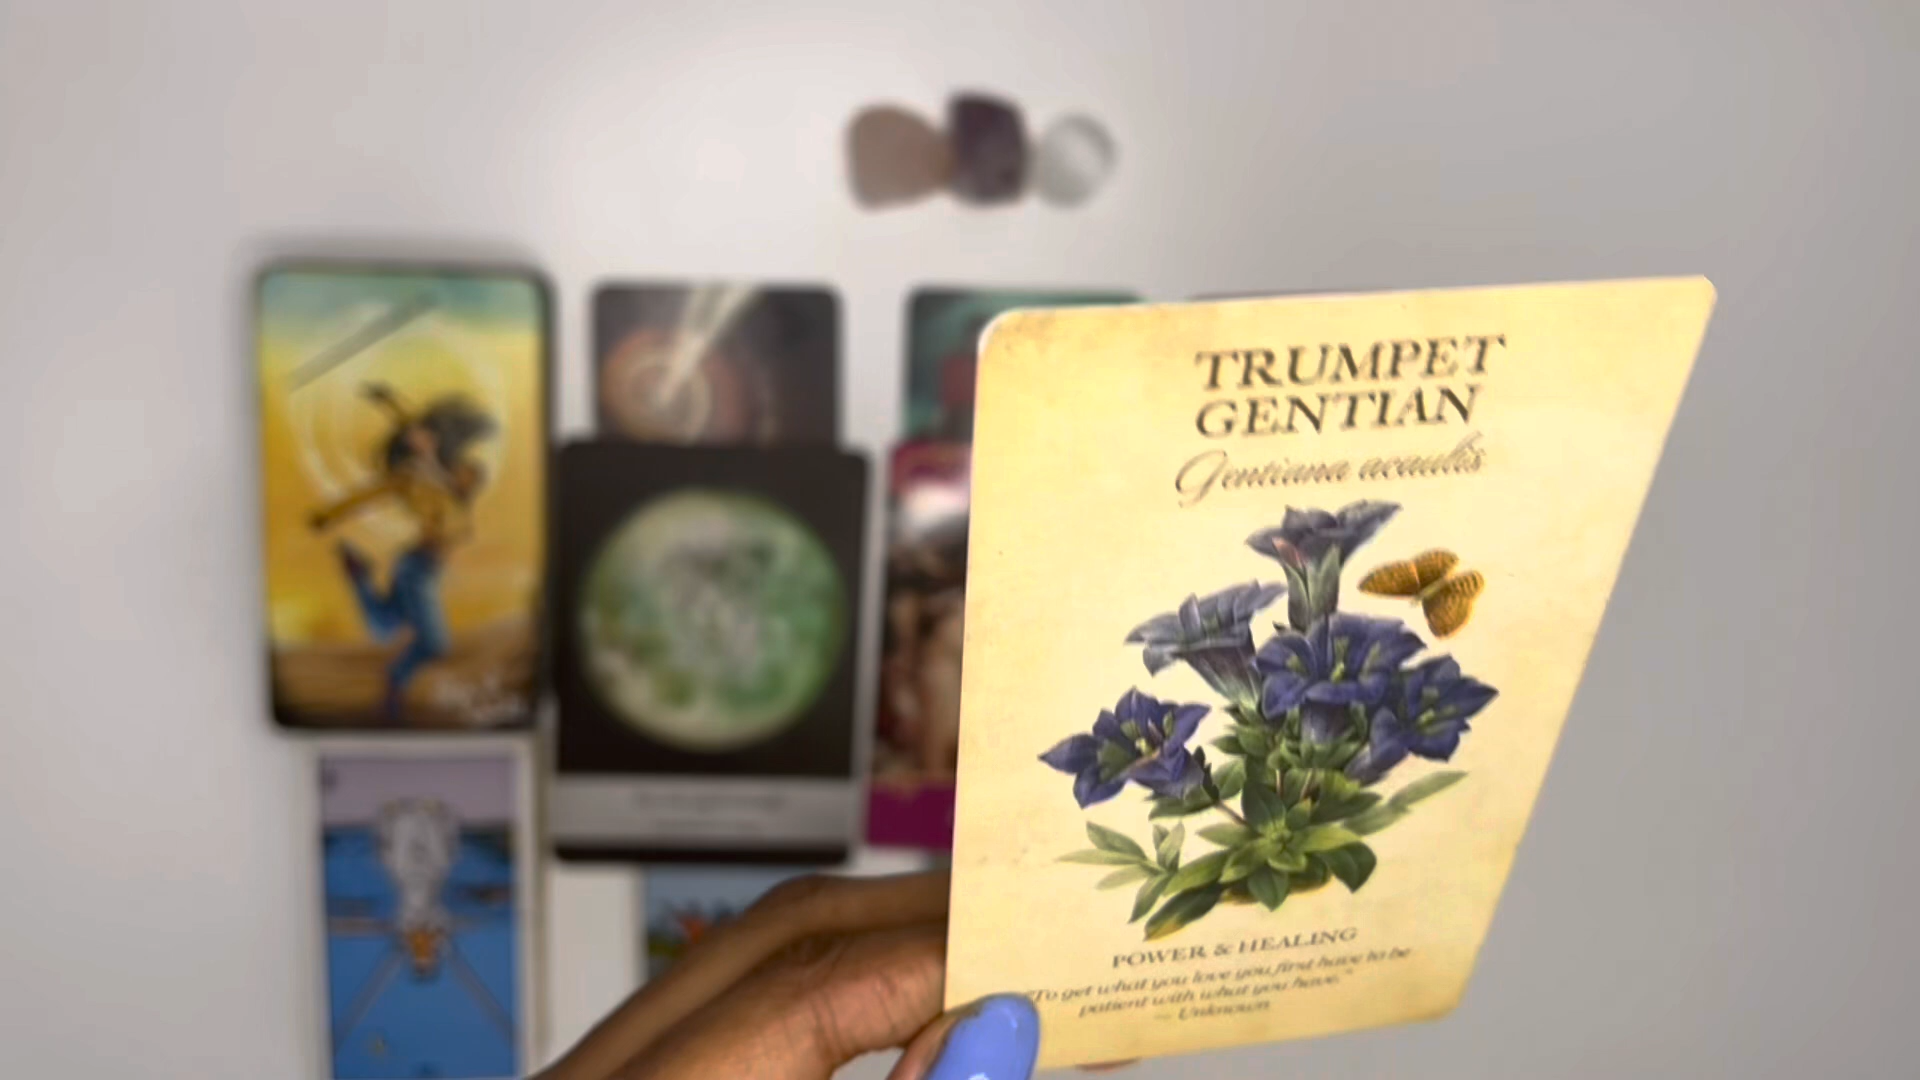 TRUMPET
GENTIAN
Gentiana acaulis
POWER & HEALING
"To get what you love you first have to be
patient with what you have."
— Unknown